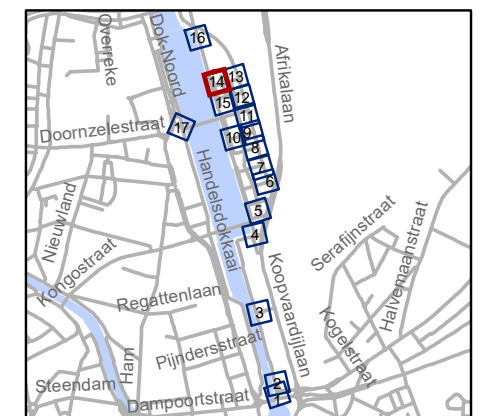 Overreke
Dok-Noord
16
Afrikalaan
13
14
12
15
11
Doornzelestraat
17
9
10
8
7
6
Handelsdokkaai
Nieuwland
5
4
Serafijnstraat
Halvemaanstraat
Kongostraat
Koopvaardijlaan
Regattenlaan
3
Kogelstraat
Pijndersstraat
Ham
Steendam
2
1
Dampoortstraat